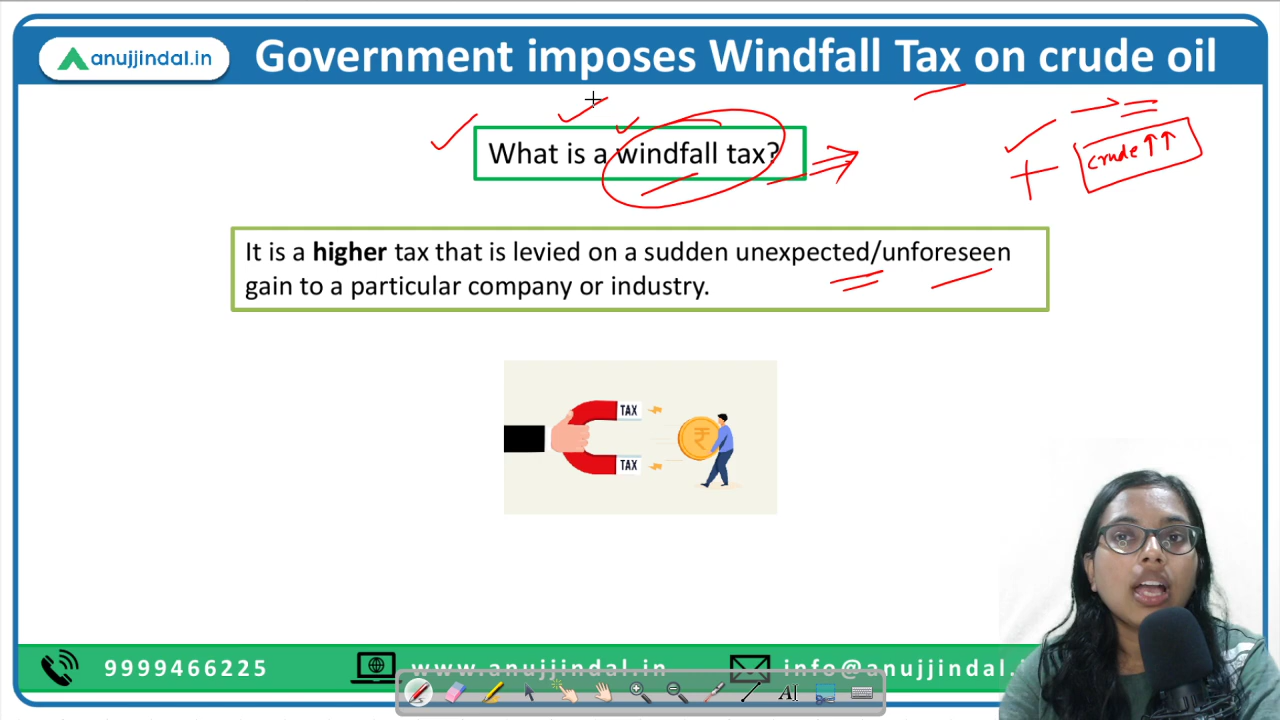 anujjindal.in
Government imposes Windfall Tax on crude oil
What is a windfall tax?
crude ↑↑
It is a higher tax that is levied on a sudden unexpected/unforeseen
gain to a particular company or industry.
TAX
₹
TAX
9999466225
www.anujjindal.in
info@anujjindal.i
AI